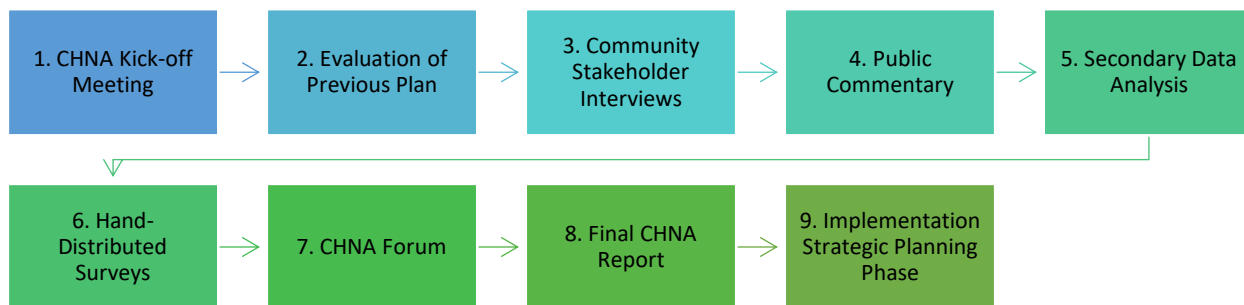 1. CHNA Kick-off
Meeting
2. Evaluation of
Previous Plan
3. Community
Stakeholder
Interviews
4. Public
Commentary
5. Secondary Data
Analysis
6. Hand-
Distributed
Surveys
7. CHNA Forum
8. Final CHNA
Report
9. Implementation
Strategic Planning
Phase